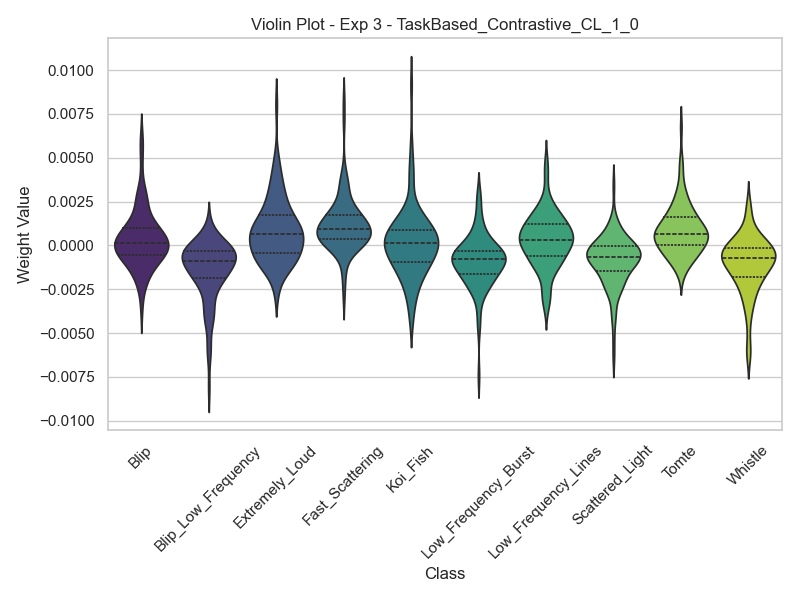 Violin Plot - Exp 3 - TaskBased_Contrastive_CL_1_0
Weight Value
0.0100
0.0075
0.0050
0.0025
0.0000
−0.0025
−0.0050
−0.0075
−0.0100
Blip
Blip_Low_Frequency
Extremely_Loud
Fast_Scattering
Koi_Fish
Low_Frequency_Burst
Low_Frequency_Lines
Scattered_Light
Tomte
Whistle
Class